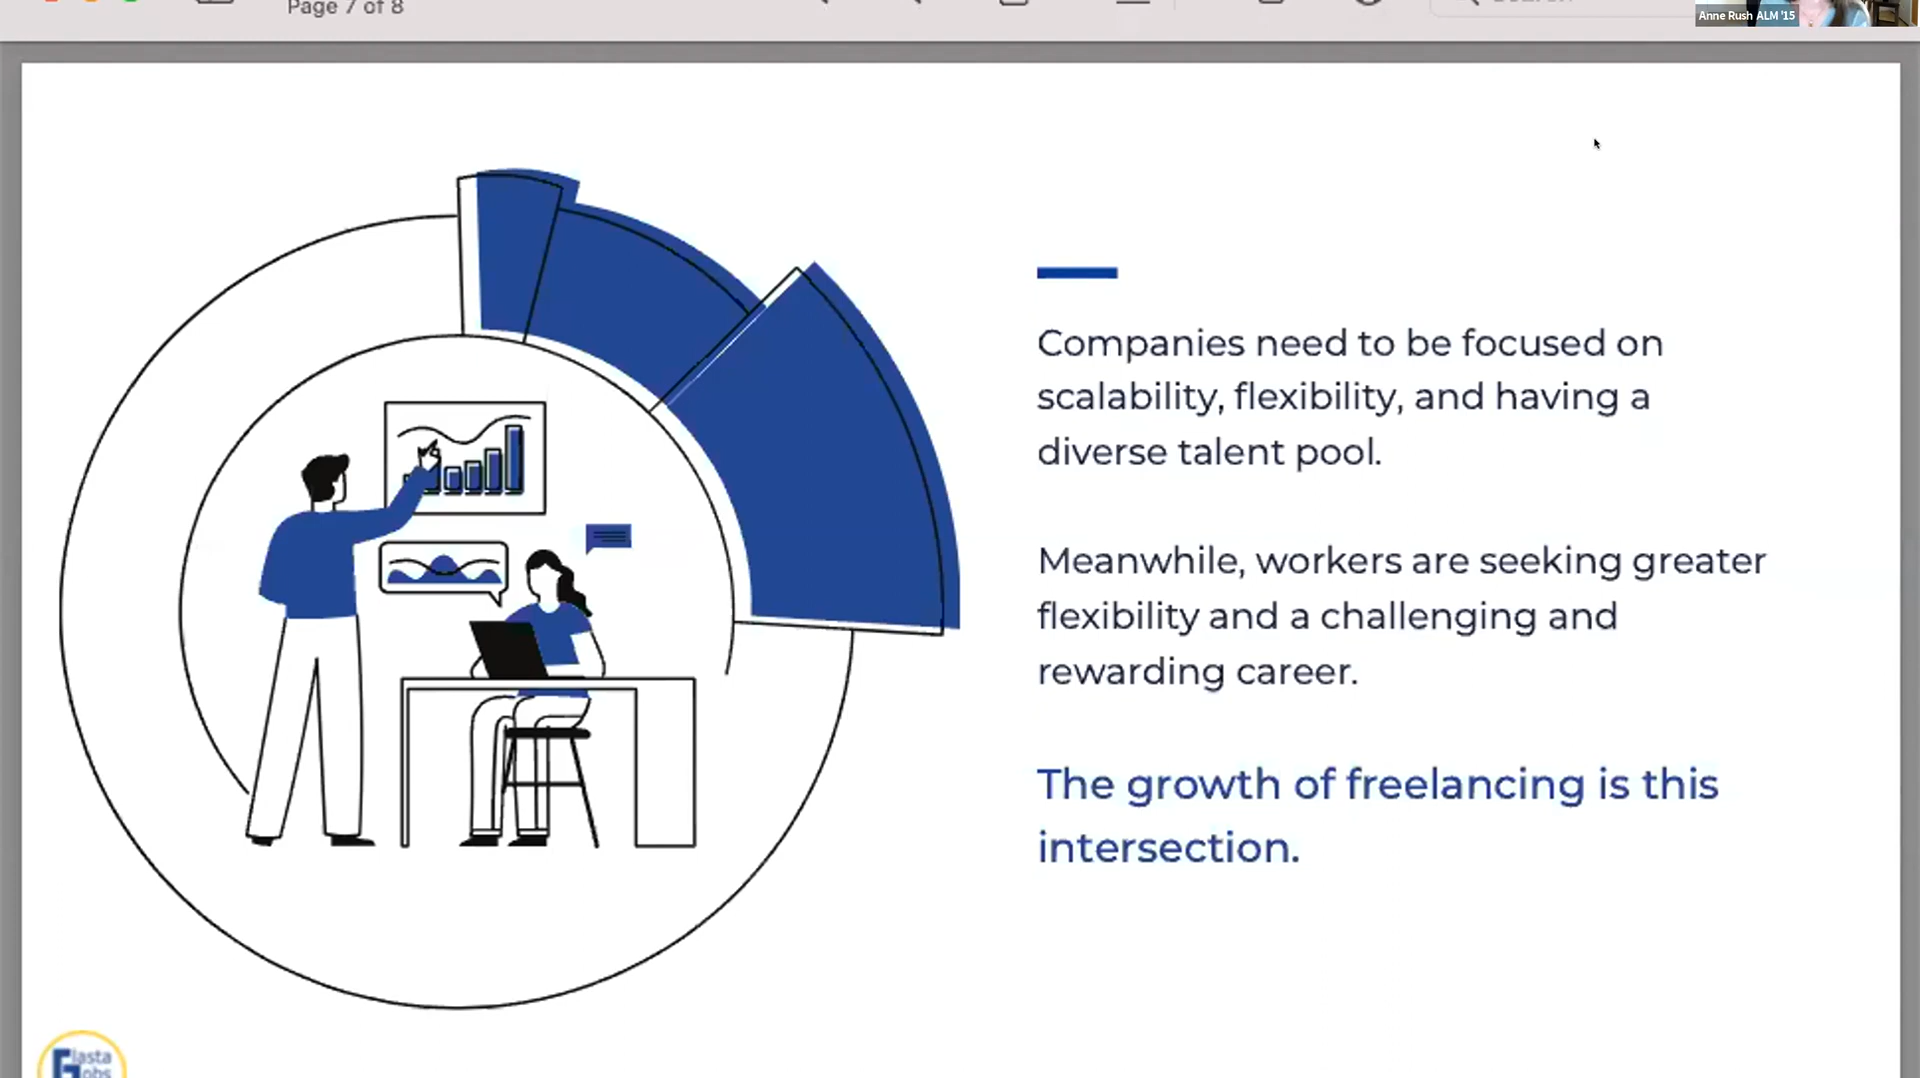 Page 7 of 8
Anne Rush ALM '15
Companies need to be focused on
scalability, flexibility, and having a
diverse talent pool.
Meanwhile, workers are seeking greater
flexibility and a challenging and
rewarding career.
The growth of freelancing is this
intersection.